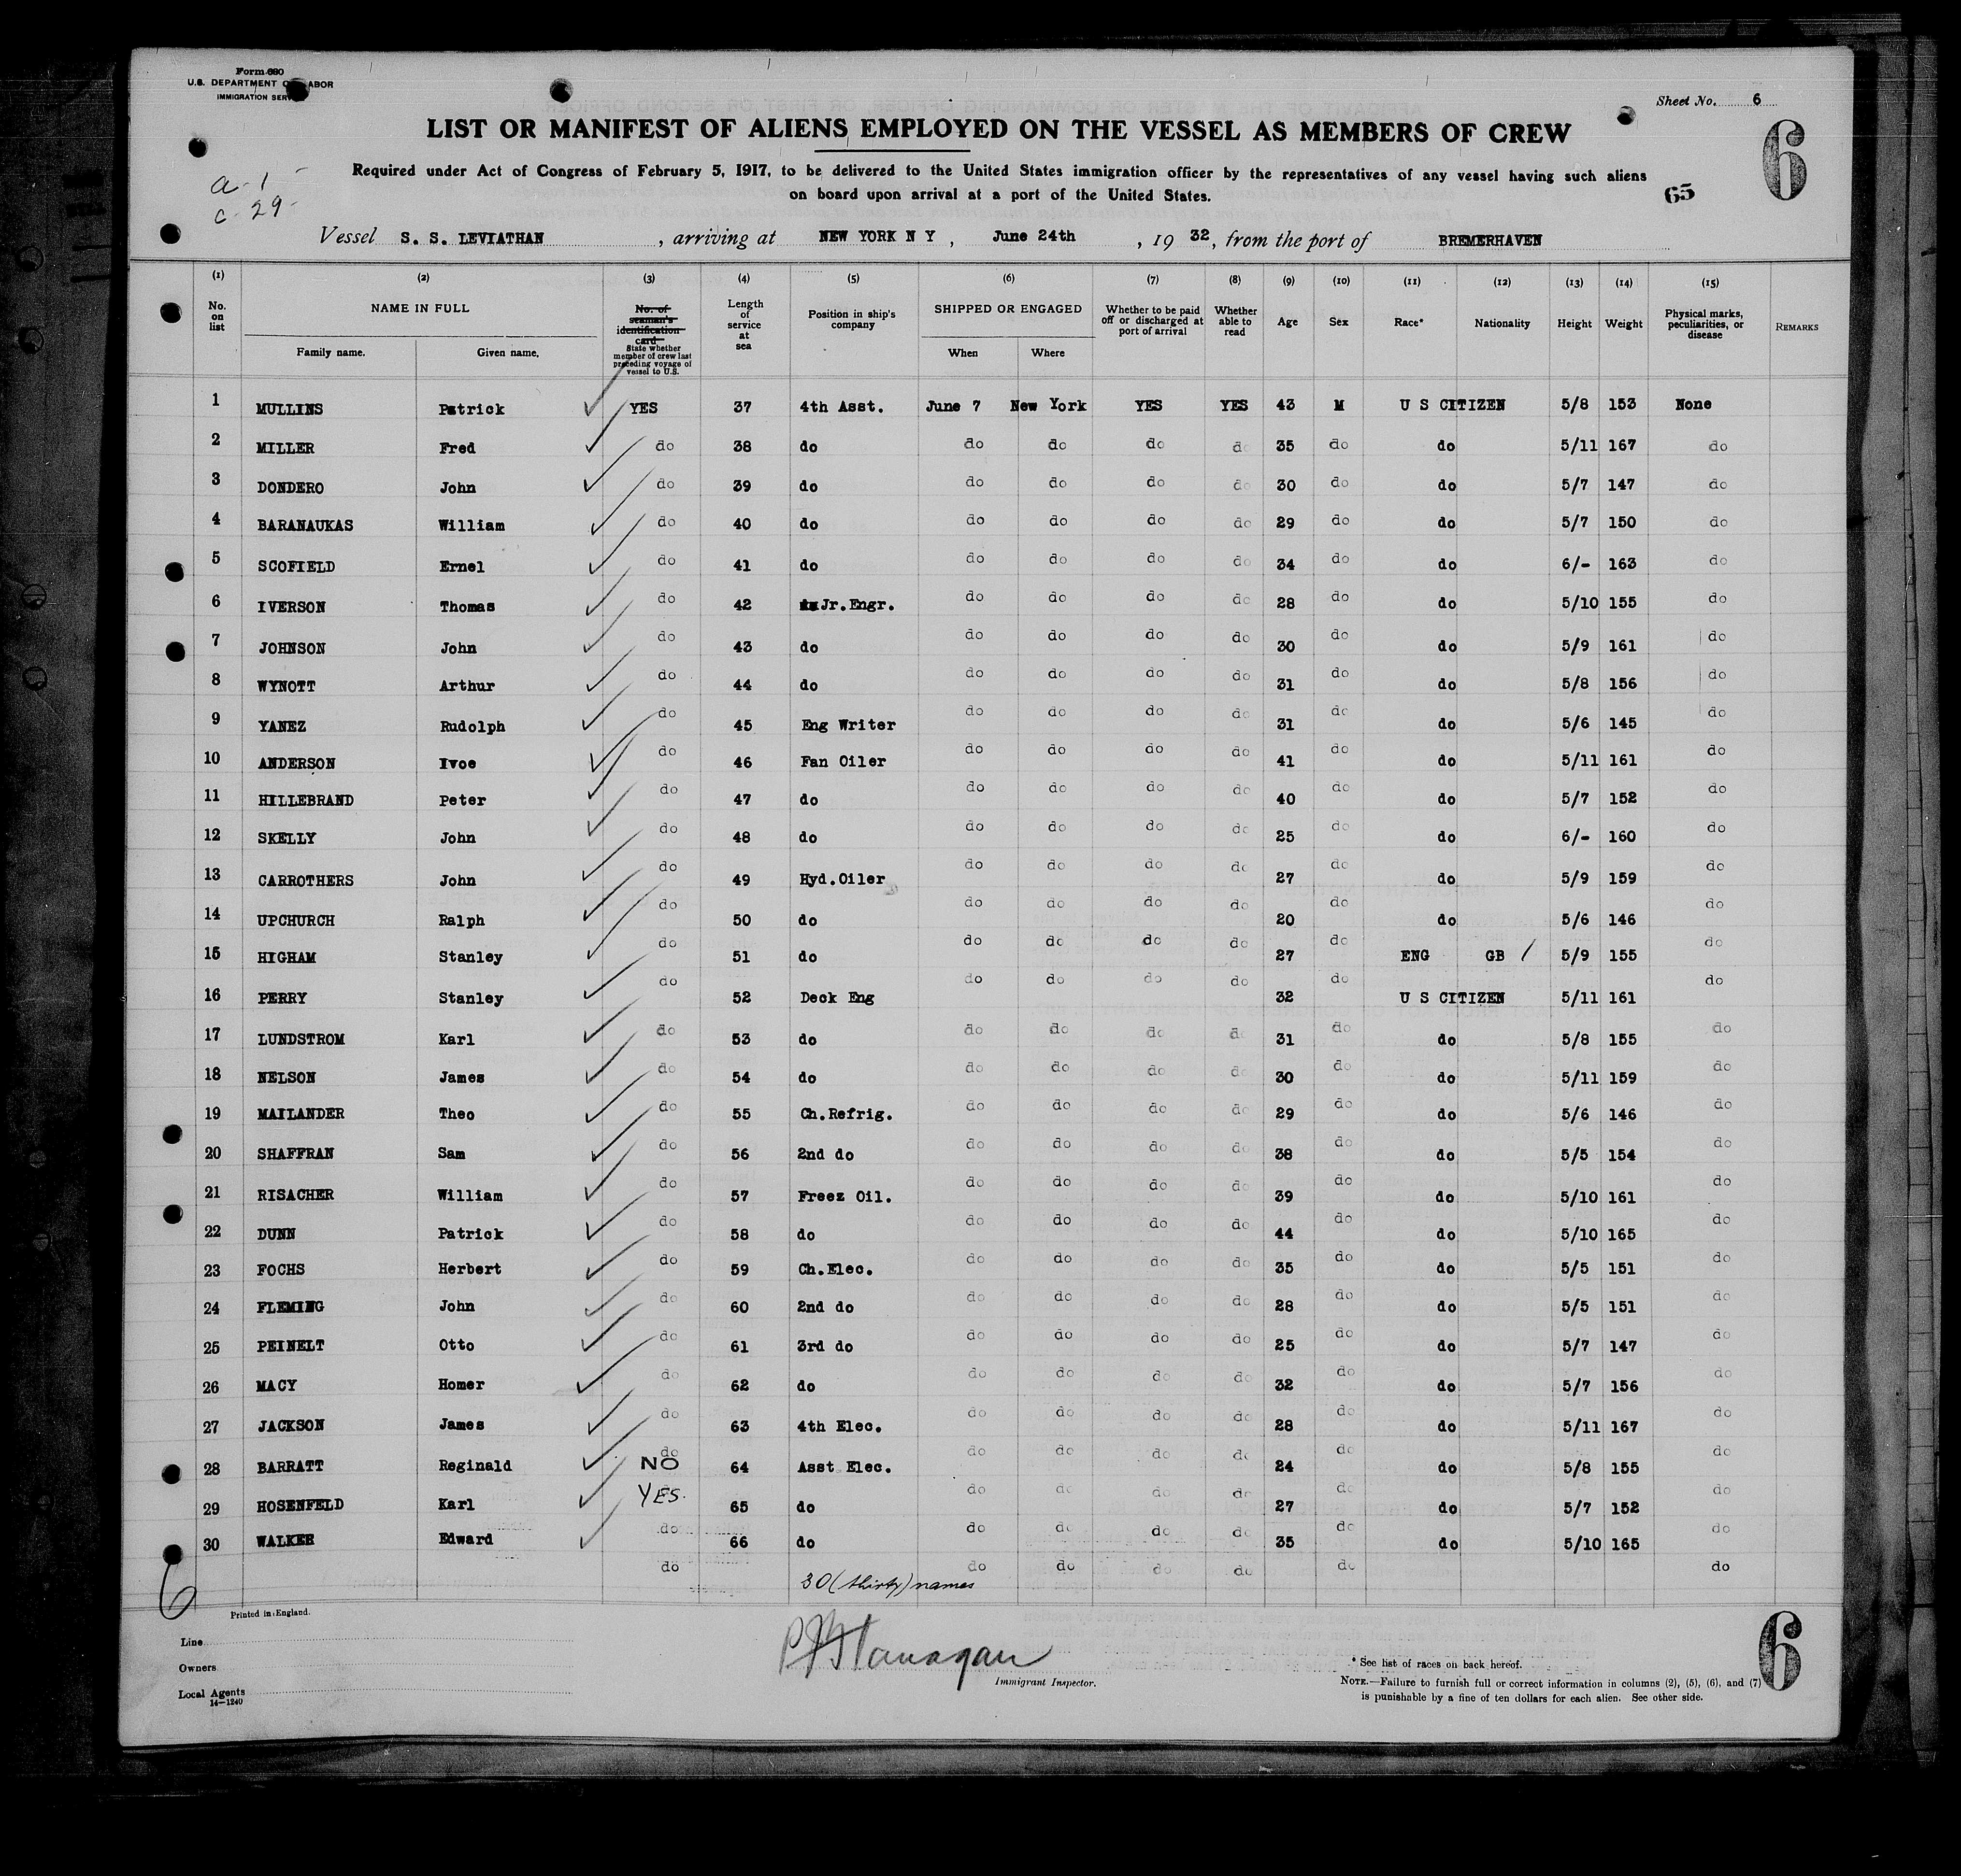 Form 680
U.S. DEPARTMENT OF LABOR
IMMIGRATION SERV
Sheet No. 6
6
LIST OR MANIFEST OF ALIENS EMPLOYED ON THE VESSEL AS MEMBERS OF CREW
Required under Act of Congress of February 5, 1917, to be delivered to the United States immigration officer by the representatives of any vessel having such aliens
on board upon arrival at a port of the United States.
65
a-1-
c-29-
Vessel S. S. LEVIATHAN, arriving at NEW YORK N Y, June 24th, 1932, from the port of BREMERHAVEN
(1) (2) (3) (4) (5) (6) (7) (8) (9) (10) (11) (12) (13) (14) (15)
No. on list NAME IN FULL Family name. Given name. No. of seaman's identification card State whether member of crew last preceding voyage of vessel to U.S. Length of service at sea Position in ship's company SHIPPED OR ENGAGED When Where Whether to be paid off or discharged at port of arrival Whether able to read Age Sex Race* Nationality Height Weight Physical marks, peculiarities, or disease REMARKS
1 MULLINS Patrick YES 37 4th Asst. June 7 New York YES YES 43 M U S CITIZEN 5/8 153 None
2 MILLER Fred do 38 do do do do do 35 do do 5/11 167 do
3 DONDERO John do 39 do do do do do 30 do do 5/7 147 do
4 BARANAUKAS William do 40 do do do do do 29 do do 5/7 150 do
5 SCOFIELD Ernel do 41 do do do do do 34 do do 6/- 163 do
6 IVERSON Thomas do 42 Jr.Engr. do do do do 28 do do 5/10 155 do
7 JOHNSON John do 43 do do do do do 30 do do 5/9 161 do
8 WYNOTT Arthur do 44 do do do do do 31 do do 5/8 156 do
9 YANEZ Rudolph do 45 Eng Writer do do do do 31 do do 5/6 145 do
10 ANDERSON Ivoe do 46 Fan Oiler do do do do 41 do do 5/11 161 do
11 HILLEBRAND Peter do 47 do do do do do 40 do do 5/7 152 do
12 SKELLY John do 48 do do do do do 25 do do 6/- 160 do
13 CARROTHERS John do 49 Hyd.Oiler do do do do 27 do do 5/9 159 do
14 UPCHURCH Ralph do 50 do do do do do 20 do do 5/6 146 do
15 HIGHAM Stanley do 51 do do do do do 27 do ENG GB / 5/9 155 do
16 PERRY Stanley do 52 Deck Eng do do do do 32 do U S CITIZEN 5/11 161 do
17 LUNDSTROM Karl do 53 do do do do do 31 do do 5/8 155 do
18 NELSON James do 54 do do do do do 30 do do 5/11 159 do
19 MAILANDER Theo do 55 Ch.Refrig. do do do do 29 do do 5/6 146 do
20 SHAFFRAN Sam do 56 2nd do do do do do 38 do do 5/5 154 do
21 RISACHER William do 57 Freez Oil. do do do do 39 do do 5/10 161 do
22 DUNN Patrick do 58 do do do do do 44 do do 5/10 165 do
23 FOCHS Herbert do 59 Ch.Elec. do do do do 35 do do 5/5 151 do
24 FLEMING John do 60 2nd do do do do do 28 do do 5/5 151 do
25 PEINELT Otto do 61 3rd do do do do do 25 do do 5/7 147 do
26 MACY Homer do 62 do do do do do 32 do do 5/7 156 do
27 JACKSON James do 63 4th Elec. do do do do 28 do do 5/11 167 do
28 BARRATT Reginald do NO 64 Asst Elec. do do do do 24 do do 5/8 155 do
29 HOSENFELD Karl YES. 65 do do do do do 27 do do 5/7 152 do
30 WALKER Edward do 66 do do do do do 35 do do 5/10 165 do
do do do do do do do
30 (thirty) names
6
Printed in England.
Line
Owners
Local Agents
14-1240
P Flanagan
Immigrant Inspector.
* See list of races on back hereof.
NOTE.—Failure to furnish full or correct information in columns (2), (5), (6), and (7)
is punishable by a fine of ten dollars for each alien. See other side.
6